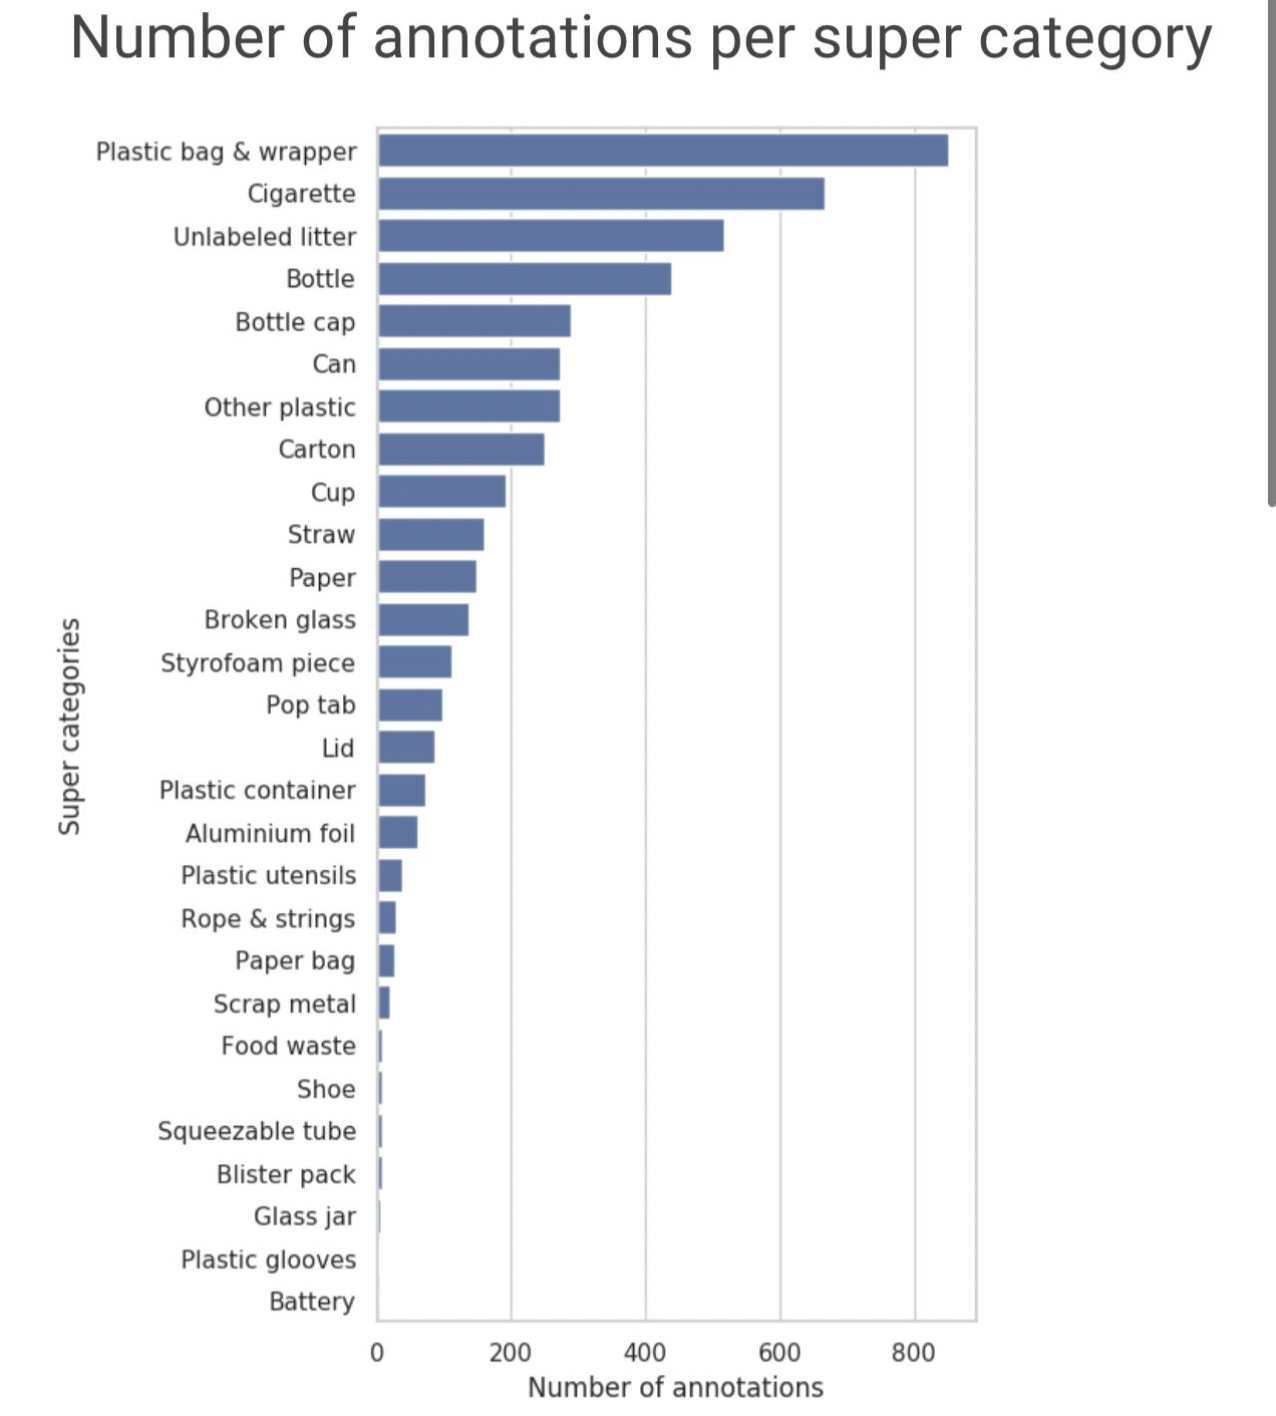 Number of annotations per super category
Plastic bag & wrapper
Cigarette
Unlabeled litter
Bottle
Bottle cap
Can
Other plastic
Carton
Cup
Straw
Paper
Broken glass
Styrofoam piece
Pop tab
Lid
Plastic container
Aluminium foil
Plastic utensils
Rope & strings
Paper bag
Scrap metal
Food waste
Shoe
Squeezable tube
Blister pack
Glass jar
Plastic glooves
Battery
Super categories
0 200 400 600 800
Number of annotations